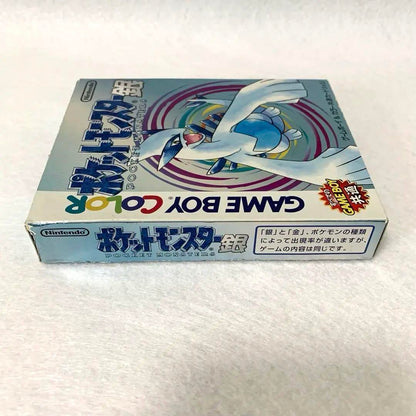 Nintendo
ポケットモンスター銀
POCKET MONSTERS
GAME BOY COLOR
GAME BOY
共通
Nintendo
ポケットモンスター銀
POCKET MONSTERS
「銀」と「金」、ポケモンの種類
によって出現率が違いますが、
ゲームの内容は同じです。